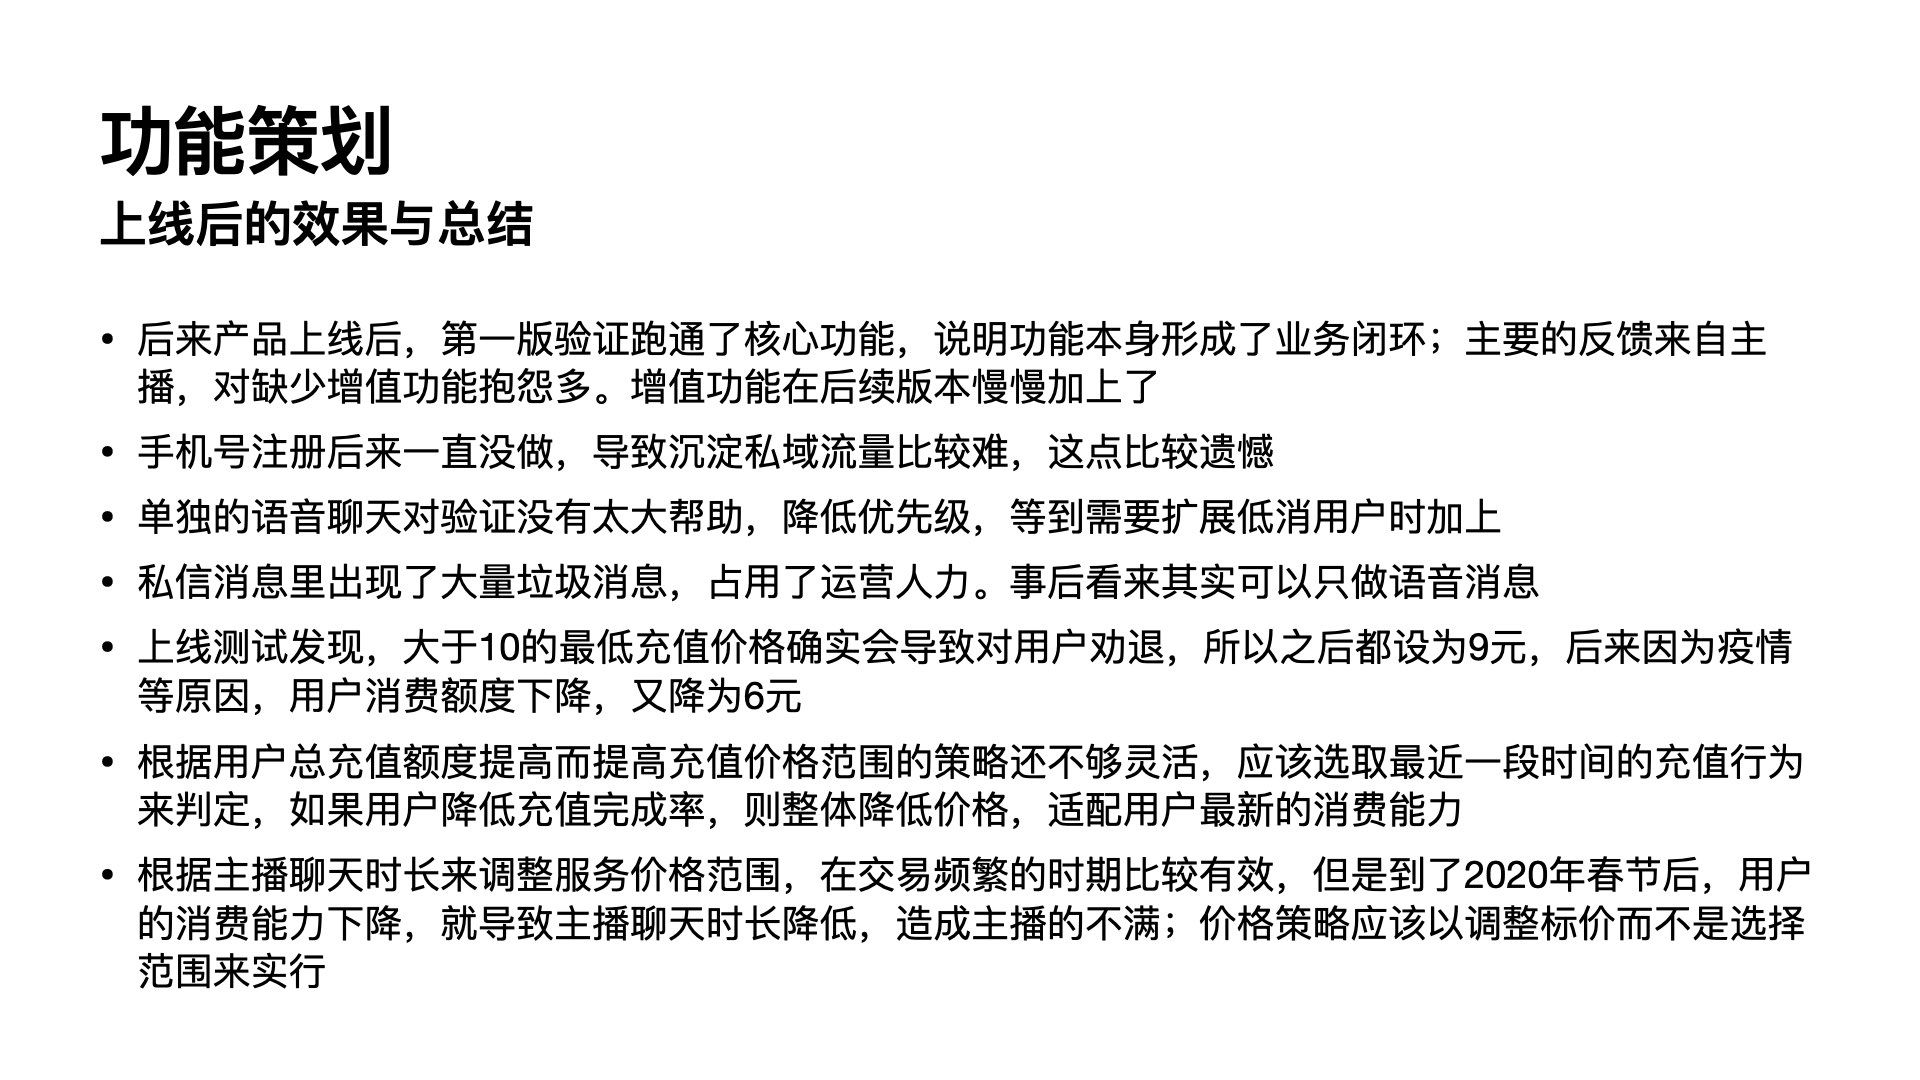 功能策划
上线后的效果与总结
• 后来产品上线后，第一版验证跑通了核心功能，说明功能本身形成了业务闭环；主要的反馈来自主
播，对缺少增值功能抱怨多。增值功能在后续版本慢慢加上了
• 手机号注册后来一直没做，导致沉淀私域流量比较难，这点比较遗憾
• 单独的语音聊天对验证没有太大帮助，降低优先级，等到需要扩展低消用户时加上
• 私信消息里出现了大量垃圾消息，占用了运营人力。事后看来其实可以只做语音消息
• 上线测试发现，大于10的最低充值价格确实会导致对用户劝退，所以之后都设为9元，后来因为疫情
等原因，用户消费额度下降，又降为6元
• 根据用户总充值额度提高而提高充值价格范围的策略还不够灵活，应该选取最近一段时间的充值行为
来判定，如果用户降低充值完成率，则整体降低价格，适配用户最新的消费能力
• 根据主播聊天时长来调整服务价格范围，在交易频繁的时期比较有效，但是到了2020年春节后，用户
的消费能力下降，就导致主播聊天时长降低，造成主播的不满；价格策略应该以调整标价而不是选择
范围来实行